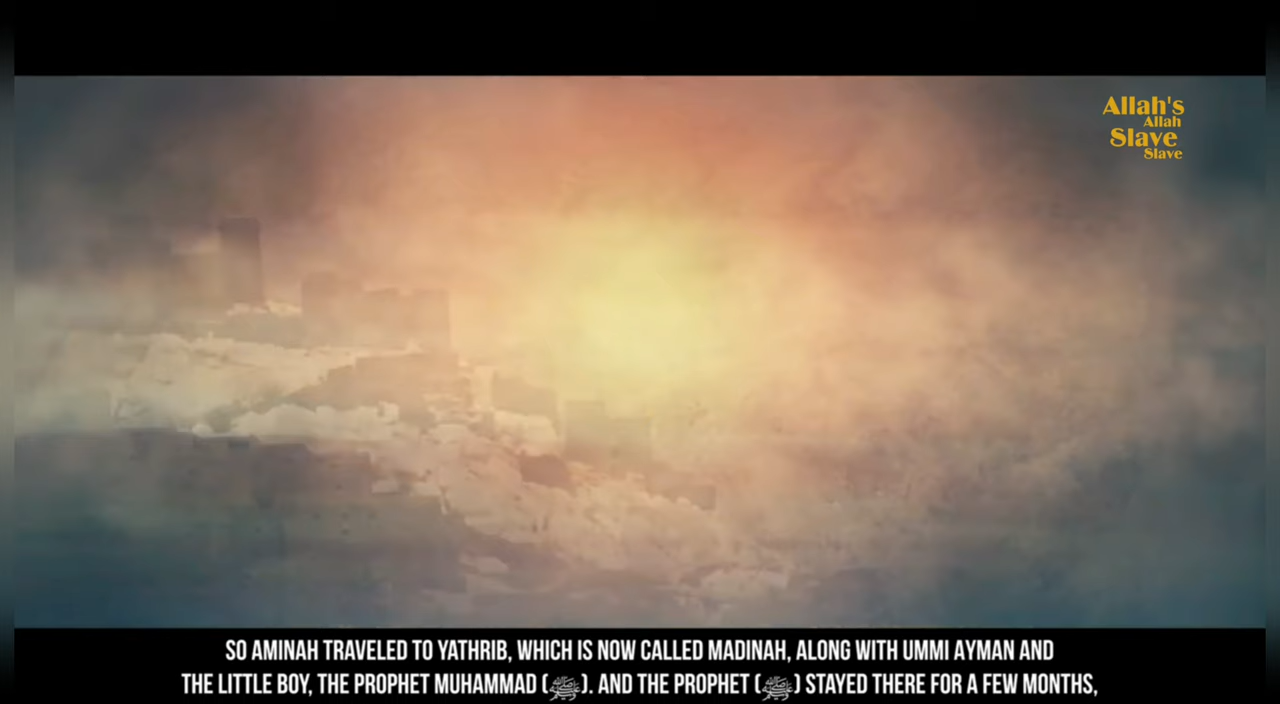 Allah's
Allah
Slave
Slave
SO AMINAH TRAVELED TO YATHRIB, WHICH IS NOW CALLED MADINAH, ALONG WITH UMMI AYMAN AND
THE LITTLE BOY, THE PROPHET MUHAMMAD (ﷺ). AND THE PROPHET (ﷺ) STAYED THERE FOR A FEW MONTHS,